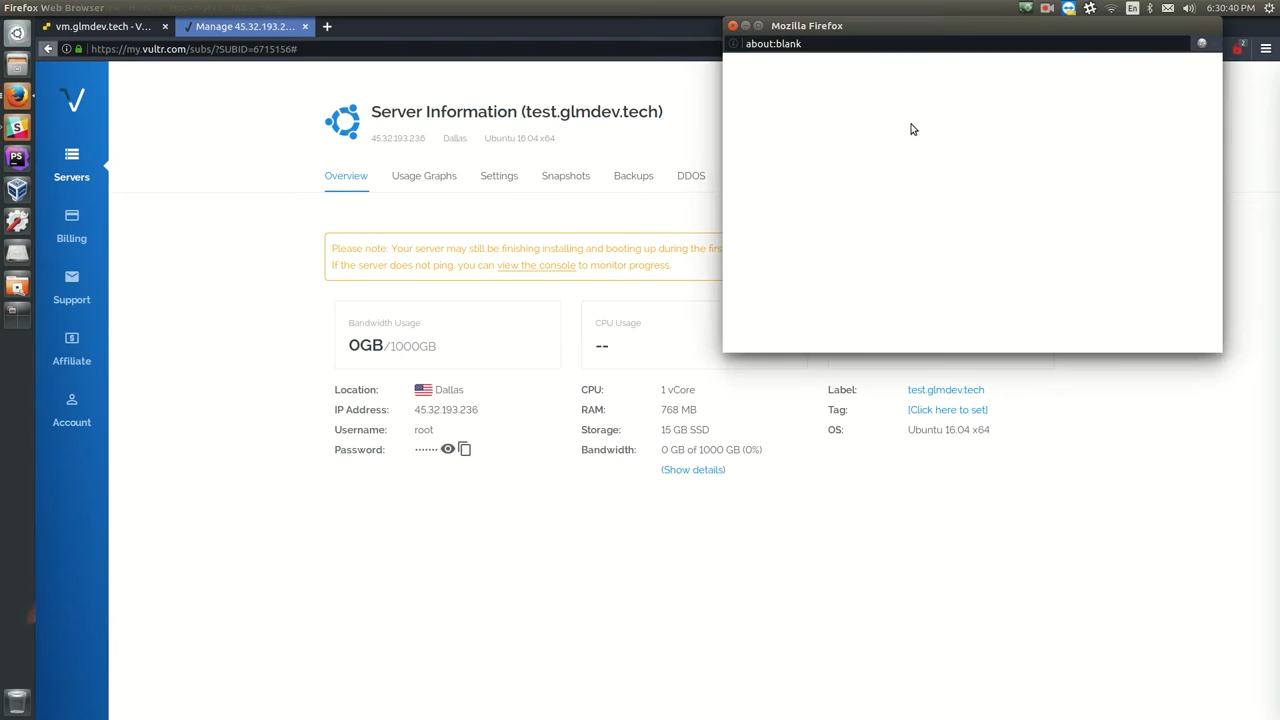 Firefox Web Browser
En
6:30:40 PM
vm.glmdev.tech - V...
Manage 45.32.193.2...
Mozilla Firefox
https://my.vultr.com/subs/?SUBID=6715156#
about:blank
2
Servers
Billing
Support
Affiliate
Account
Server Information (test.glmdev.tech)
45.32.193.236 Dallas Ubuntu 16.04 x64
Overview Usage Graphs Settings Snapshots Backups DDOS
Please note: Your server may still be finishing installing and booting up during the firs
If the server does not ping, you can view the console to monitor progress.
Bandwidth Usage
0GB/1000GB
CPU Usage
--
Location: Dallas
IP Address: 45.32.193.236
Username: root
Password: ·······
CPU: 1 vCore
RAM: 768 MB
Storage: 15 GB SSD
Bandwidth: 0 GB of 1000 GB (0%)
(Show details)
Label: test.glmdev.tech
Tag: [Click here to set]
OS: Ubuntu 16.04 x64
PS